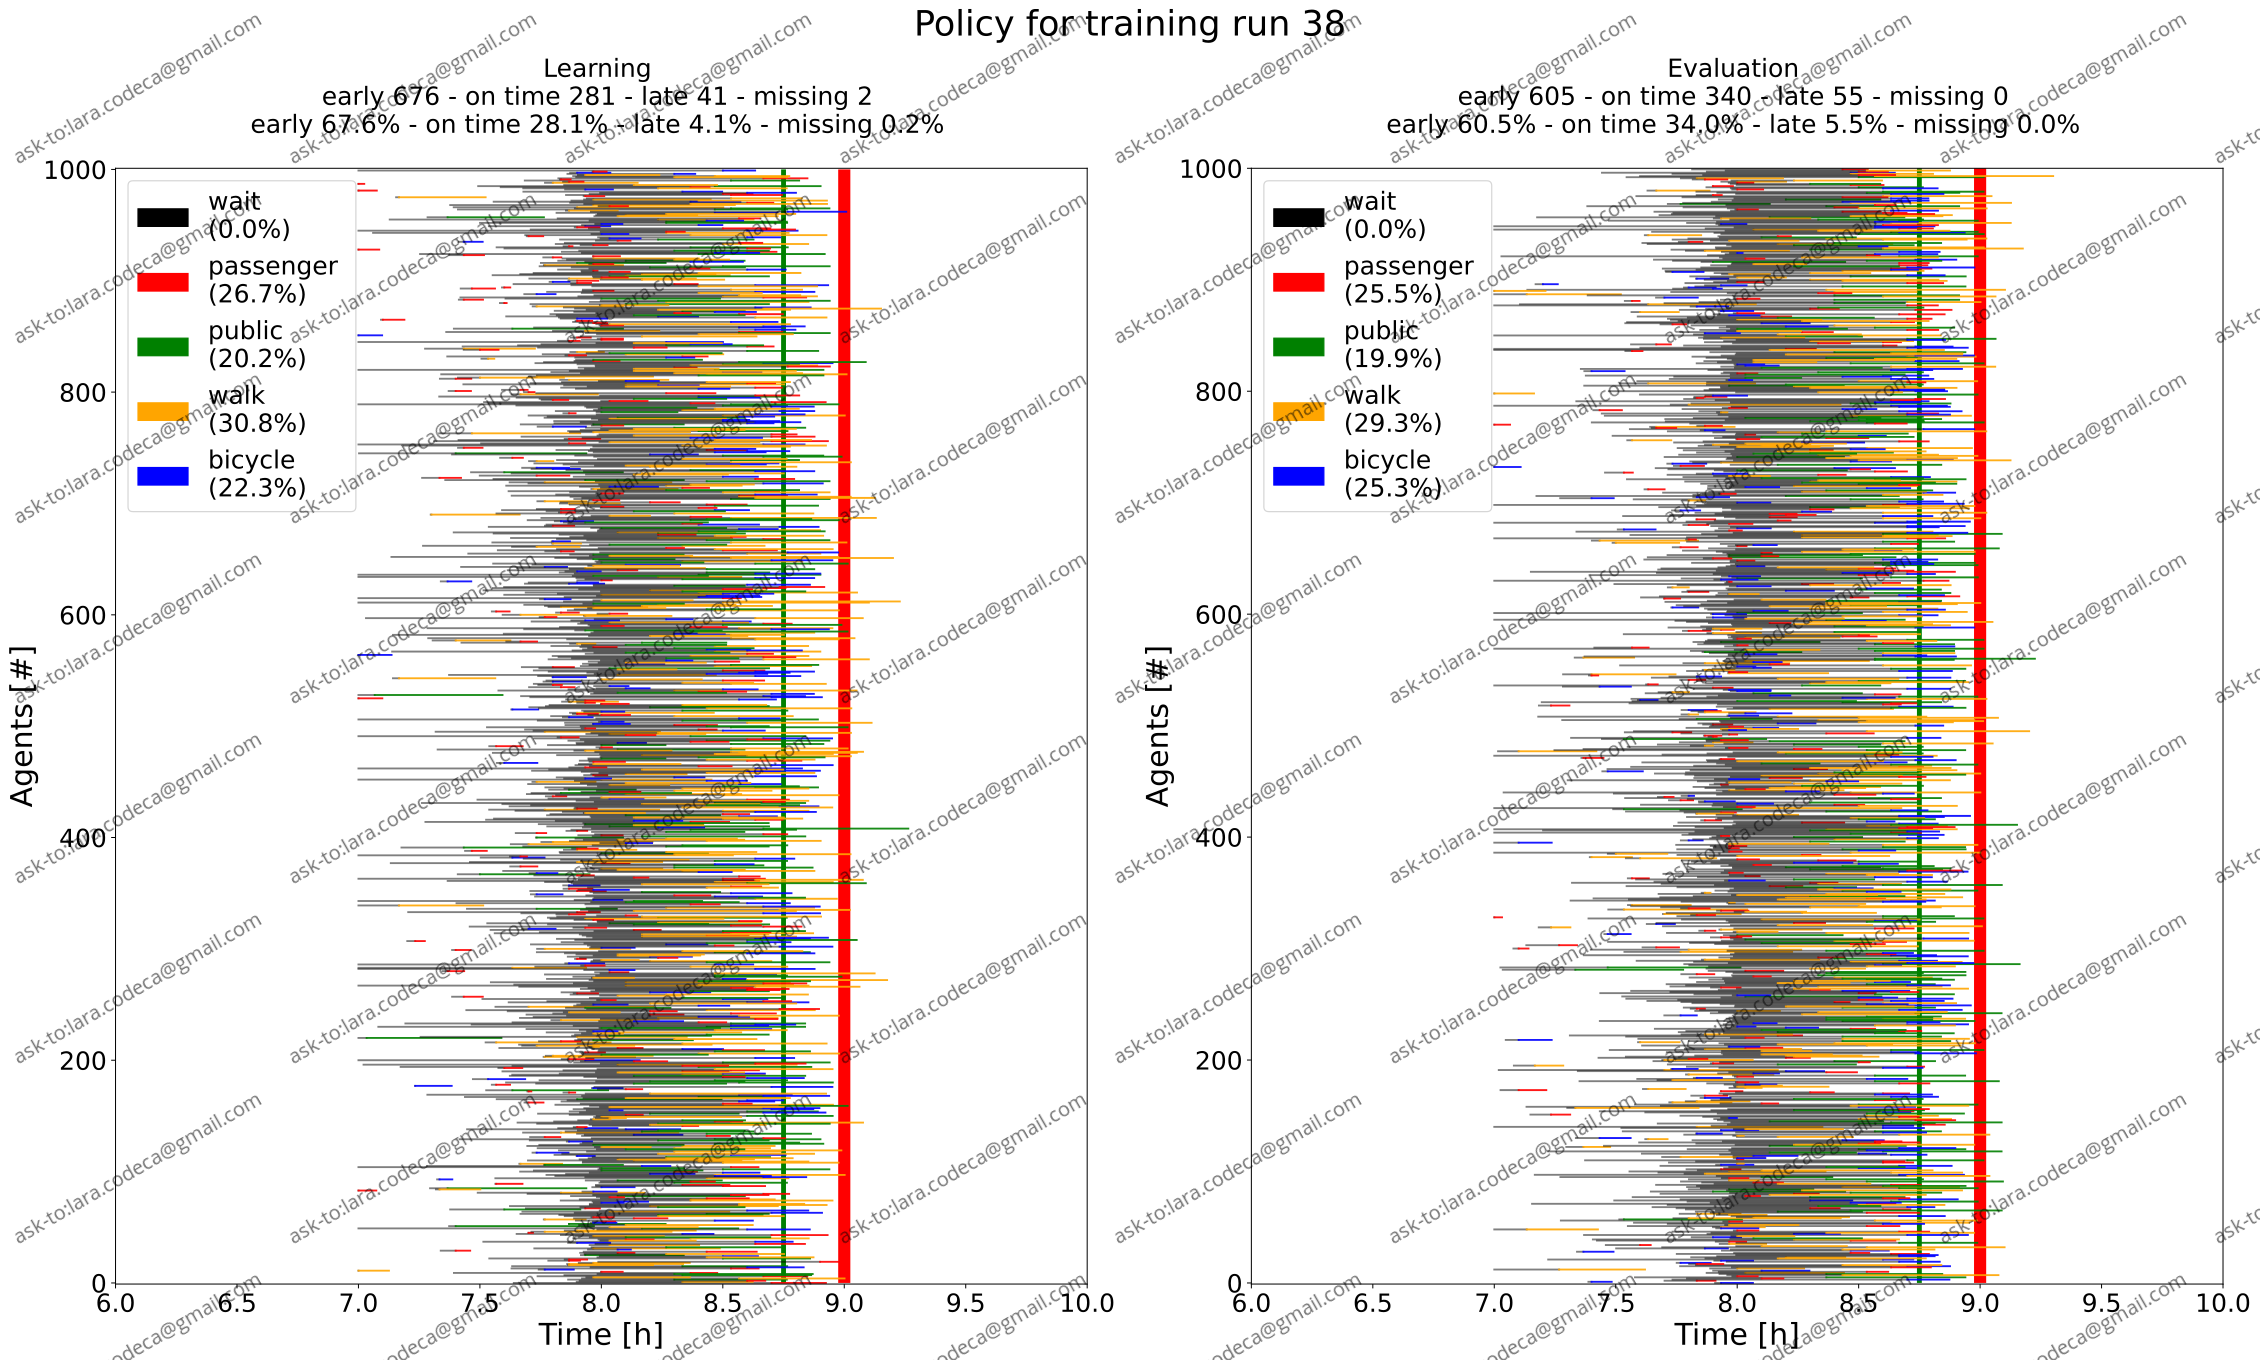 Policy for training run 38
Learning
early 676 - on time 281 - late 41 - missing 2
early 67.6% - on time 28.1% - late 4.1% - missing 0.2%
1000
800
600
400
200
0
Agents [#]
wait
(0.0%)
passenger
(26.7%)
public
(20.2%)
walk
(30.8%)
bicycle
(22.3%)
6.0 6.5 7.0 7.5 8.0 8.5 9.0 9.5 10.0
Time [h]
Evaluation
early 605 - on time 340 - late 55 - missing 0
early 60.5% - on time 34.0% - late 5.5% - missing 0.0%
1000
800
600
400
200
0
Agents [#]
wait
(0.0%)
passenger
(25.5%)
public
(19.9%)
walk
(29.3%)
bicycle
(25.3%)
6.0 6.5 7.0 7.5 8.0 8.5 9.0 9.5 10.0
Time [h]
ask-to:lara.codeca@gmail.com